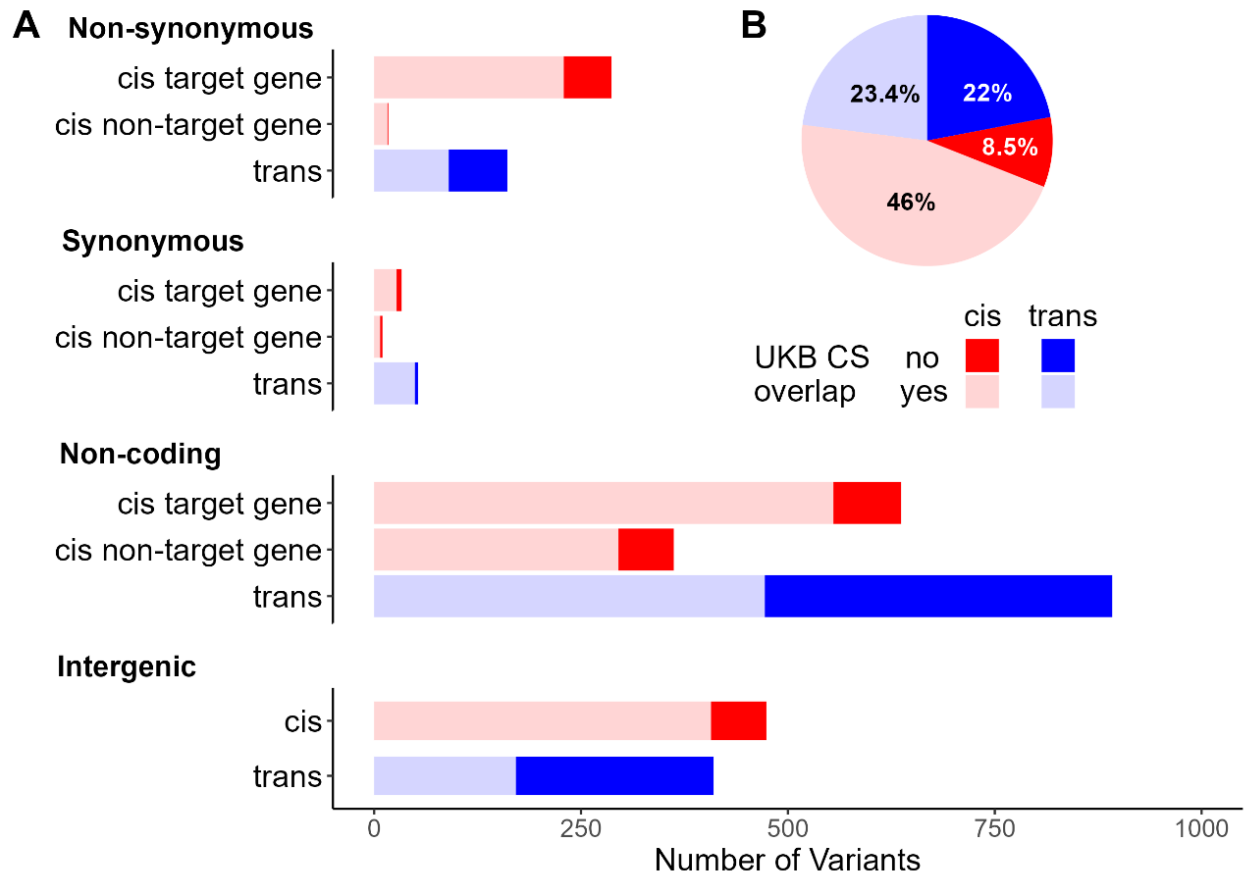 A
Non-synonymous
cis target gene
cis non-target gene
trans
Synonymous
cis target gene
cis non-target gene
trans
Non-coding
cis target gene
cis non-target gene
trans
Intergenic
cis
trans
0 250 500 750 1000
Number of Variants
B
23.4% 22%
8.5%
46%
cis trans
UKB CS no
overlap yes